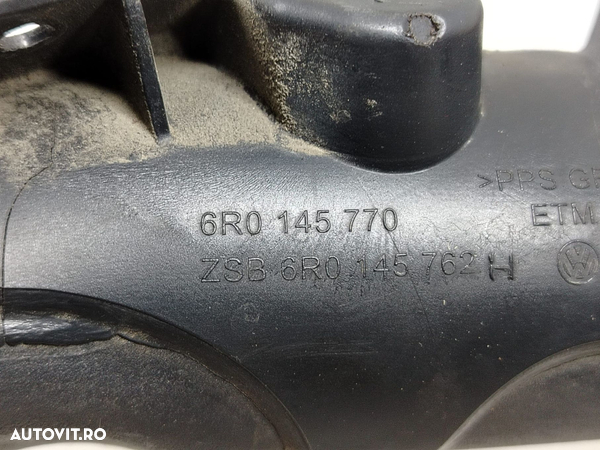 >PPS
6R0 145 770
ETM
ZSB 6R0 145 762 H
AUTOVIT.RO